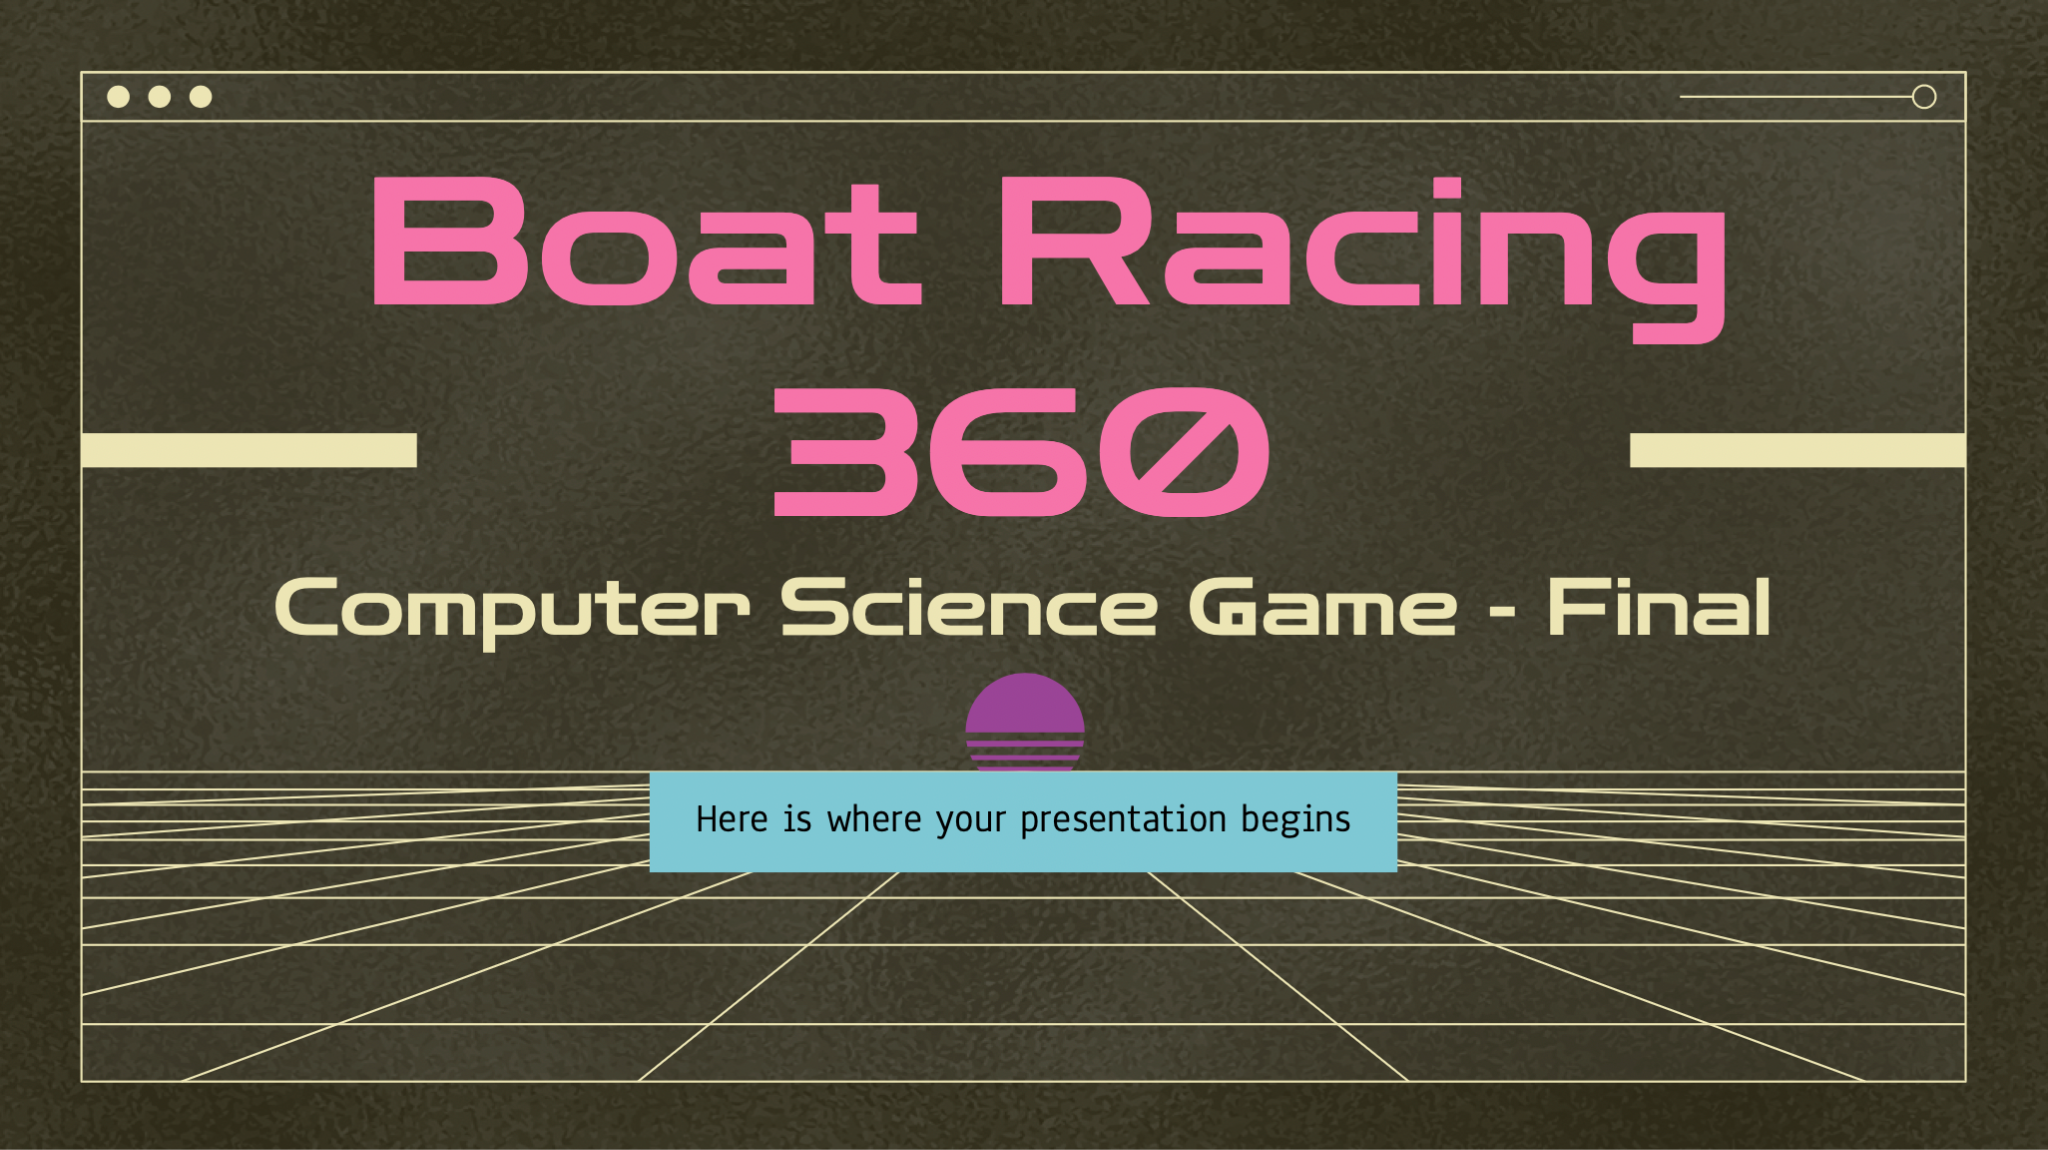 Boat Racing
360
Computer Science Game - Final
Here is where your presentation begins